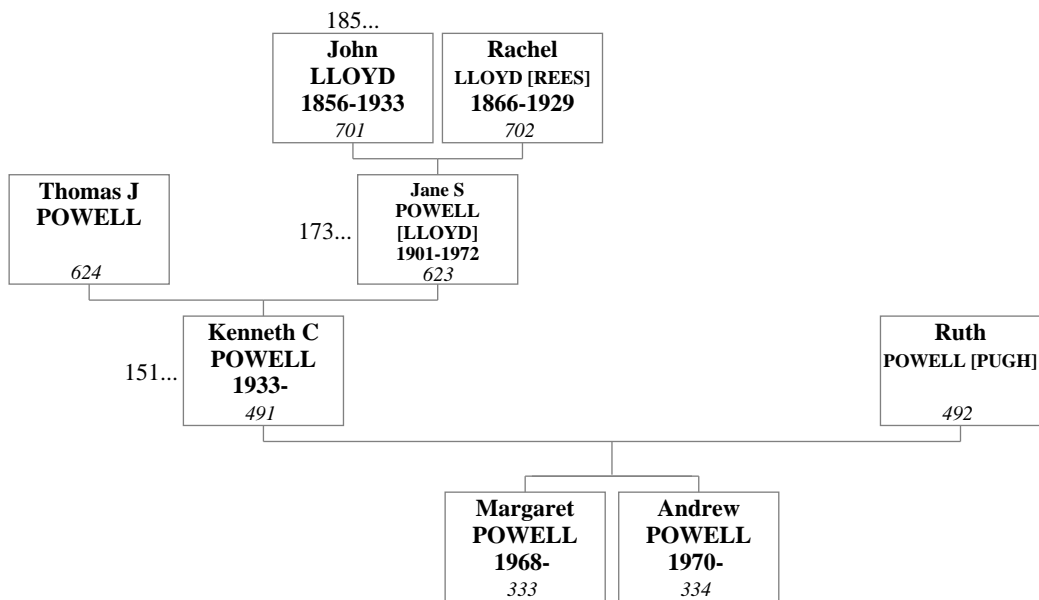 185...
John
LLOYD
1856-1933
701
Rachel
LLOYD [REES]
1866-1929
702
Thomas J
POWELL
624
173...
Jane S
POWELL
[LLOYD]
1901-1972
623
151...
Kenneth C
POWELL
1933-
491
Ruth
POWELL [PUGH]
492
Margaret
POWELL
1968-
333
Andrew
POWELL
1970-
334